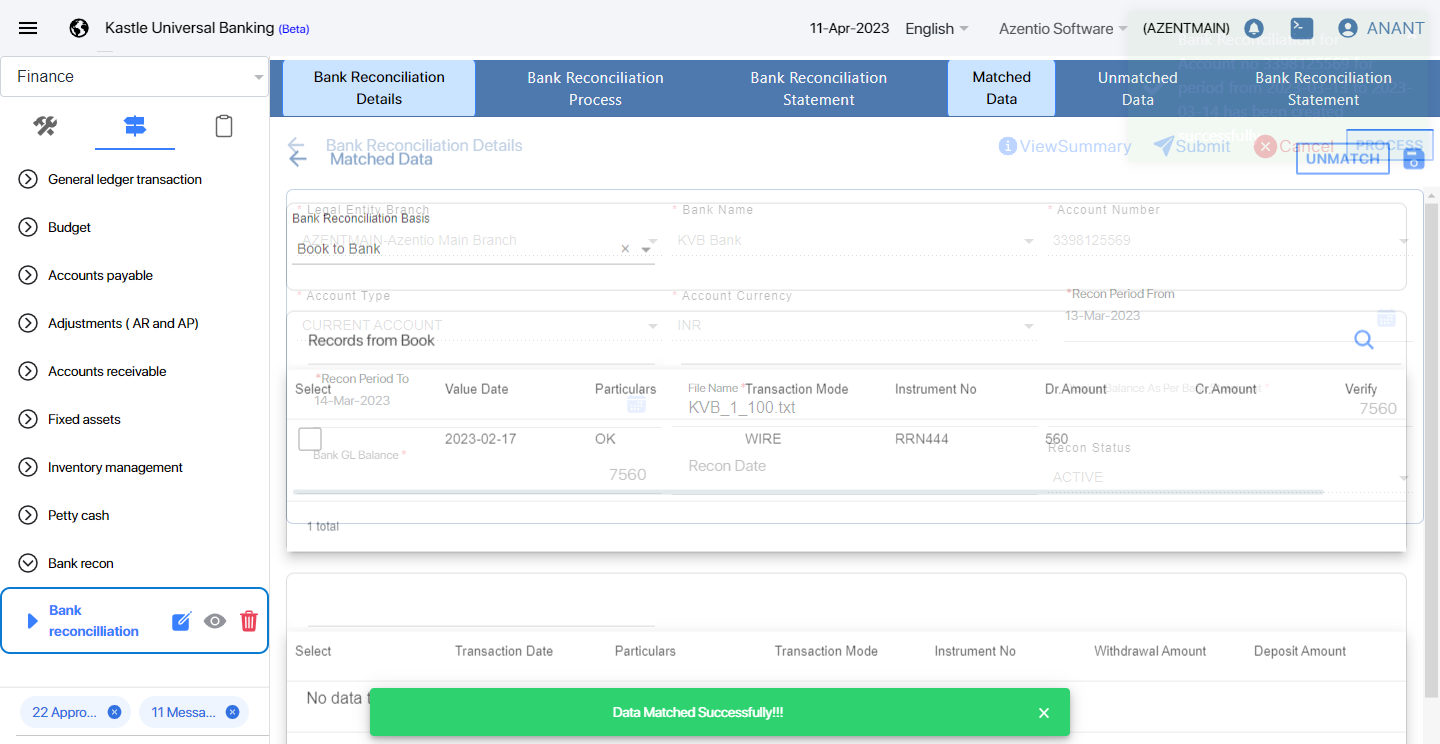 Kastle Universal Banking (Beta)
11-Apr-2023
English
Azentio Software
(AZENTMAIN)
ANANT
Finance
Bank Reconciliation Details
Bank Reconciliation Process
Bank Reconciliation Statement
Matched Data
Unmatched Data
Bank Reconciliation Statement
Bank Reconciliation for
Account no 3398125569 for
period from 2023-03-13 to 2023-
03-14 has been created
successfully
Bank Reconciliation Details
ViewSummary
Submit
Cancel
PROCESS
Matched Data
UNMATCH
General ledger transaction
Budget
Accounts payable
Adjustments ( AR and AP)
Accounts receivable
Fixed assets
Inventory management
Petty cash
Bank recon
Bank
reconcilliation
22 Appro...
11 Messa...
* Legal Entity Branch
* Bank Name
* Account Number
Bank Reconciliation Basis
AZENTMAIN-Azentio Main Branch
KVB Bank
3398125569
Book to Bank
×
* Account Type
* Account Currency
*Recon Period From
CURRENT ACCOUNT
INR
13-Mar-2023
Records from Book
*Recon Period To
14-Mar-2023
File Name *
KVB_1_100.txt
Balance As Per Ban
7560
Select
Value Date
Particulars
Transaction Mode
Instrument No
Dr.Amount
Cr.Amount
Verify
2023-02-17
OK
WIRE
RRN444
560
Bank GL Balance *
7560
Recon Date
Recon Status
ACTIVE
1 total
Select
Transaction Date
Particulars
Transaction Mode
Instrument No
Withdrawal Amount
Deposit Amount
No data t
Data Matched Successfully!!!
×